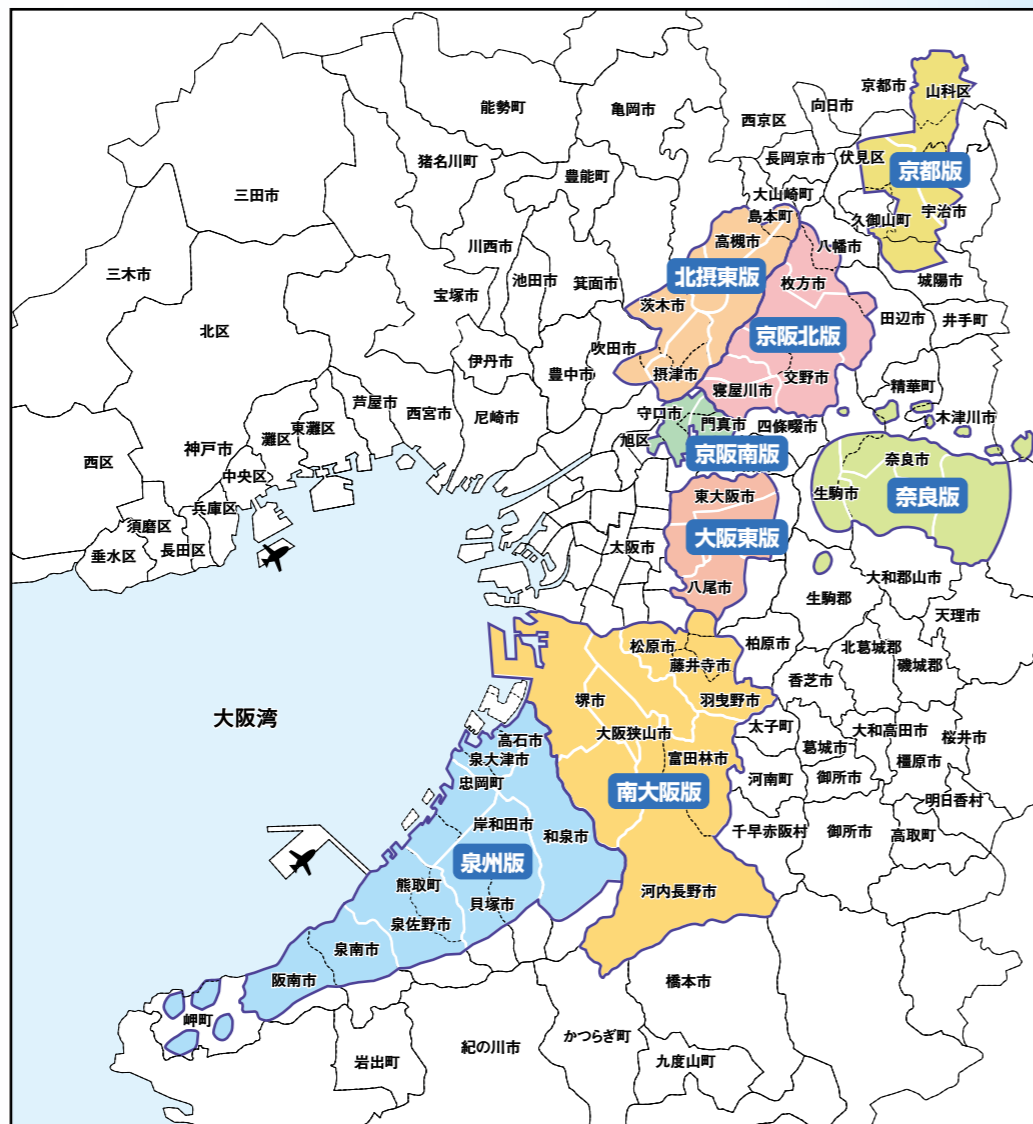 能勢町
亀岡市
京都市
山科区
向日市
西京区
猪名川町
豊能町
長岡京市
伏見区
京都版
三田市
大山崎町
島本町
久御山町
宇治市
高槻市
八幡市
川西市
池田市
箕面市
北摂東版
枚方市
城陽市
三木市
宝塚市
茨木市
北区
田辺市
井手町
京阪北版
伊丹市
吹田市
豊中市
摂津市
交野市
寝屋川市
精華町
芦屋市
西宮市
尼崎市
守口市
門真市
四條畷市
木津川市
東灘区
灘区
神戸市
旭区
京阪南版
奈良市
西区
中央区
生駒市
奈良版
東大阪市
兵庫区
須磨区
長田区
垂水区
大阪市
大阪東版
八尾市
大和郡山市
生駒郡
天理市
松原市
柏原市
藤井寺市
北葛城郡
磯城郡
香芝市
堺市
羽曳野市
大阪湾
大阪狭山市
太子町
大和高田市
桜井市
高石市
泉大津市
富田林市
葛城市
橿原市
忠岡町
南大阪版
河南町
御所市
明日香村
岸和田市
和泉市
千早赤阪村
御所市
高取町
泉州版
熊取町
貝塚市
河内長野市
泉佐野市
泉南市
阪南市
橋本市
岬町
岩出町
紀の川市
かつらぎ町
九度山町